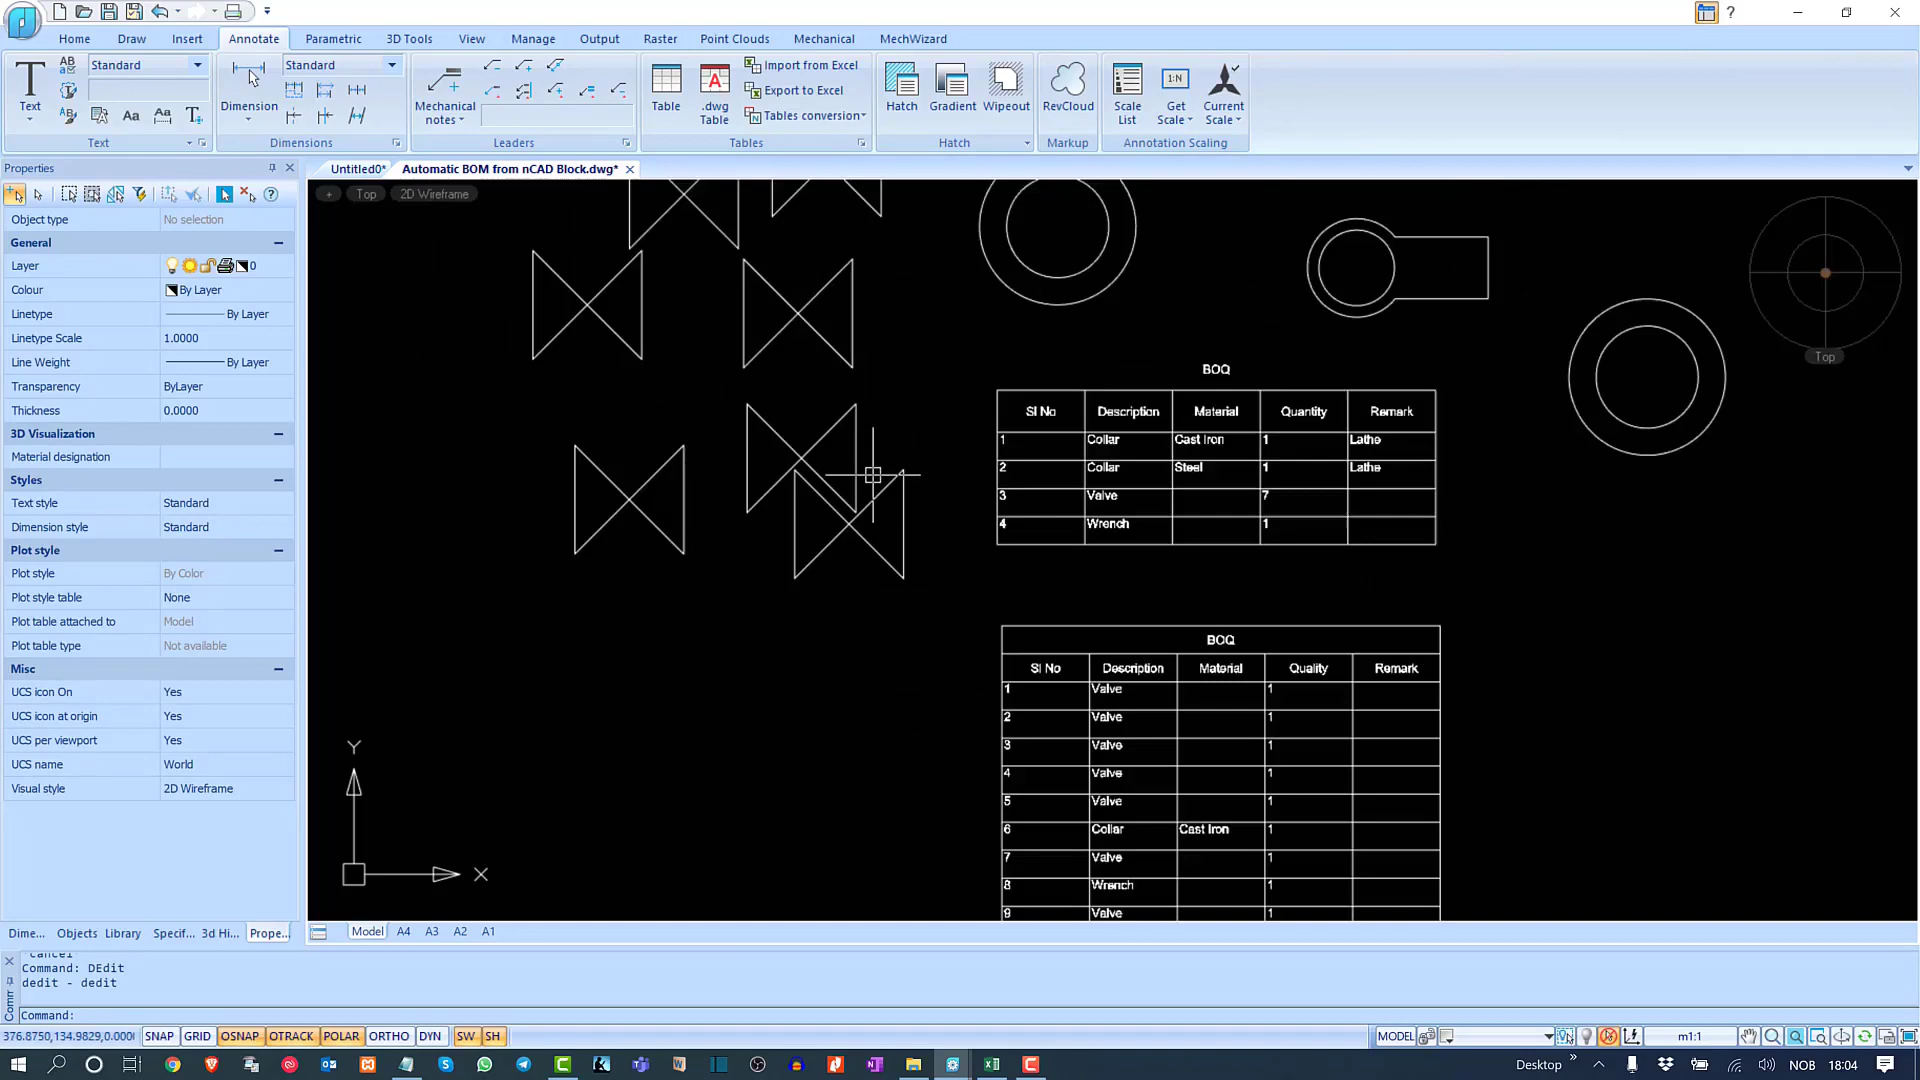 Home Draw Insert Annotate Parametric 3D Tools View Manage Output Raster Point Clouds Mechanical MechWizard
Text
Standard
Text
Dimension
Standard
Dimensions
Mechanical notes
Leaders
Table
.dwg Table
Import from Excel
Export to Excel
Tables conversion
Tables
Hatch Gradient Wipeout
Hatch
RevCloud
Markup
Scale List
1:N
Get Scale
Current Scale
Annotation Scaling
Properties
Untitled0*
Automatic BOM from nCAD Block.dwg*
+ Top 2D Wireframe
Object type No selection
General
Layer 0
Colour By Layer
Linetype By Layer
Linetype Scale 1.0000
Line Weight By Layer
Transparency ByLayer
Thickness 0.0000
3D Visualization
Material designation
Styles
Text style Standard
Dimension style Standard
Plot style
Plot style By Color
Plot style table None
Plot table attached to Model
Plot table type Not available
Misc
UCS icon On Yes
UCS icon at origin Yes
UCS per viewport Yes
UCS name World
Visual style 2D Wireframe
Top
BOQ
Sl No Description Material Quantity Remark
1 Collar Cast Iron 1 Lathe
2 Collar Steel 1 Lathe
3 Valve 7
4 Wrench 1
BOQ
Sl No Description Material Quality Remark
1 Valve 1
2 Valve 1
3 Valve 1
4 Valve 1
5 Valve 1
6 Collar Cast Iron 1
7 Valve 1
8 Wrench 1
9 Valve 1
Y
X
Dime... Objects Library Specif... 3d Hi... Prope...
Model A4 A3 A2 A1
Command: DEdit
dedit - dedit
Command:
376.8750,134.9829,0.0000
SNAP GRID OSNAP OTRACK POLAR ORTHO DYN SW SH
MODEL
m1:1
Desktop
NOB 18:04